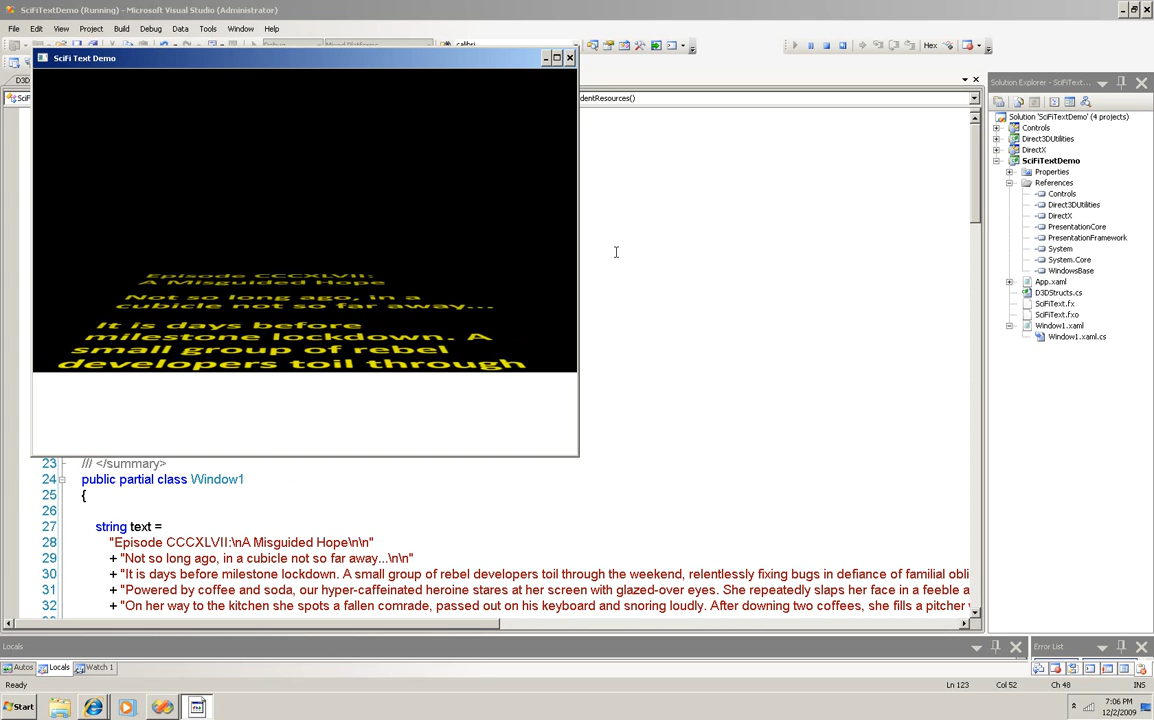 SciFiTextDemo (Running) - Microsoft Visual Studio (Administrator)
File Edit View Project Build Debug Data Tools Window Help
calibri
Hex
SciFi Text Demo
D3D
SciF
dentResources()
Episode CCCXLVII:
A Misguided Hope
Not so long ago, in a
cubicle not so far away...
It is days before
milestone lockdown. A
small group of rebel
developers toil through
23 /// </summary>
24 public partial class Window1
25 {
26
27 string text =
28 "Episode CCCXLVII:\nA Misguided Hope\n\n"
29 + "Not so long ago, in a cubicle not so far away...\n\n"
30 + "It is days before milestone lockdown. A small group of rebel developers toil through the weekend, relentlessly fixing bugs in defiance of familial obli
31 + "Powered by coffee and soda, our hyper-caffeinated heroine stares at her screen with glazed-over eyes. She repeatedly slaps her face in a feeble a
32 + "On her way to the kitchen she spots a fallen comrade, passed out on his keyboard and snoring loudly. After downing two coffees, she fills a pitcher
Solution Explorer - SciFiText...
Solution 'SciFiTextDemo' (4 projects)
Controls
Direct3DUtilities
DirectX
SciFiTextDemo
Properties
References
Controls
Direct3DUtilities
DirectX
PresentationCore
PresentationFramework
System
System.Core
WindowsBase
App.xaml
D3DStructs.cs
SciFiText.fx
SciFiText.fxo
Window1.xaml
Window1.xaml.cs
Locals
Error List
Autos Locals Watch 1
Ready Ln 123 Col 52 Ch 48 INS
Start
7:06 PM
12/2/2009